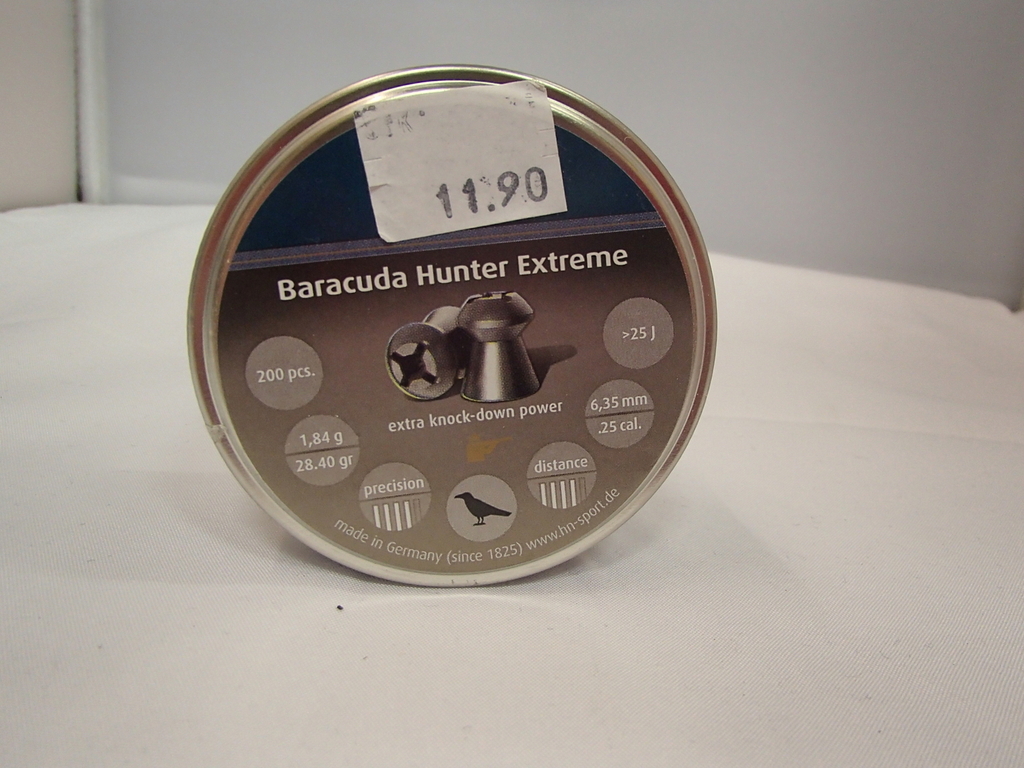 11.90
Baracuda Hunter Extreme
>25 J
200 pcs.
6,35 mm
.25 cal.
extra knock-down power
1,84 g
28.40 gr
precision
distance
made in Germany (since 1825) www.hn-sport.de